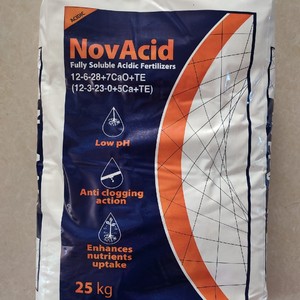 ACIDIC
NovAcid
Fully Soluble Acidic Fertilizers
12-6-28+7CaO+TE
(12-3-23-0+5Ca+TE)
Low pH
Anti clogging
action
Enhances
nutrients
uptake
25 kg